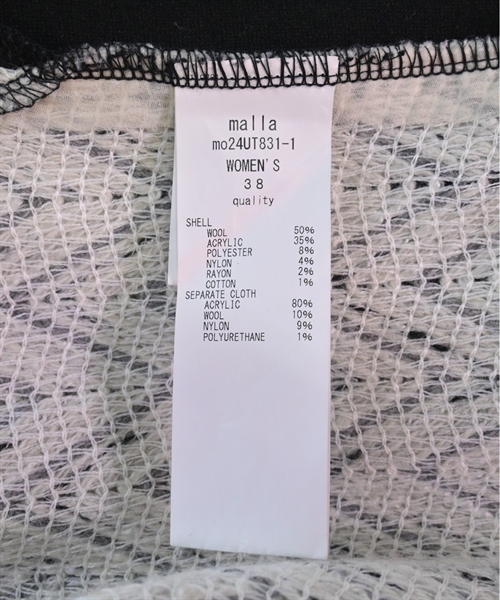 malla
mo24UT831-1
WOMEN'S
38
quality
SHELL
WOOL 50%
ACRYLIC 35%
POLYESTER 8%
NYLON 4%
RAYON 2%
COTTON 1%
SEPARATE CLOTH
ACRYLIC 80%
WOOL 10%
NYLON 9%
POLYURETHANE 1%